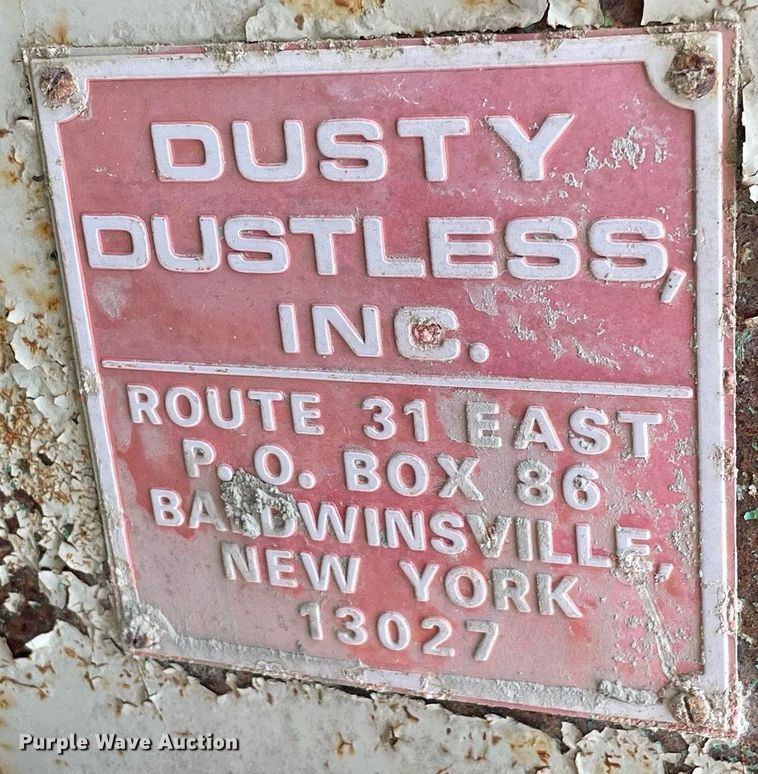 DUSTY
DUSTLESS,
INC.
ROUTE 31 EAST
P.O. BOX 86
BALDWINSVILLE,
NEW YORK
13027
Purple Wave Auction